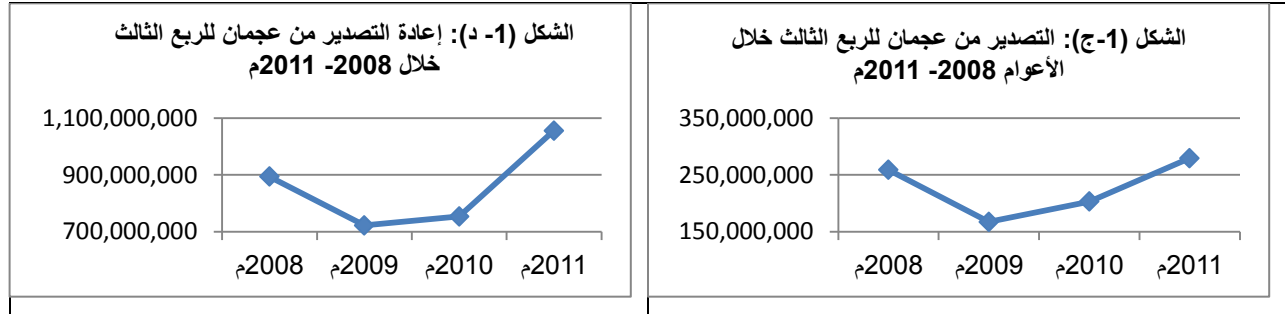 الشكل (1-ج): التصدير من عجمان للربع الثالث خلال
الأعوام 2008- 2011م
350,000,000
250,000,000
150,000,000
2008م 2009م 2010م 2011م
الشكل (1- د): إعادة التصدير من عجمان للربع الثالث
خلال 2008- 2011م
1,100,000,000
900,000,000
700,000,000
2008م 2009م 2010م 2011م